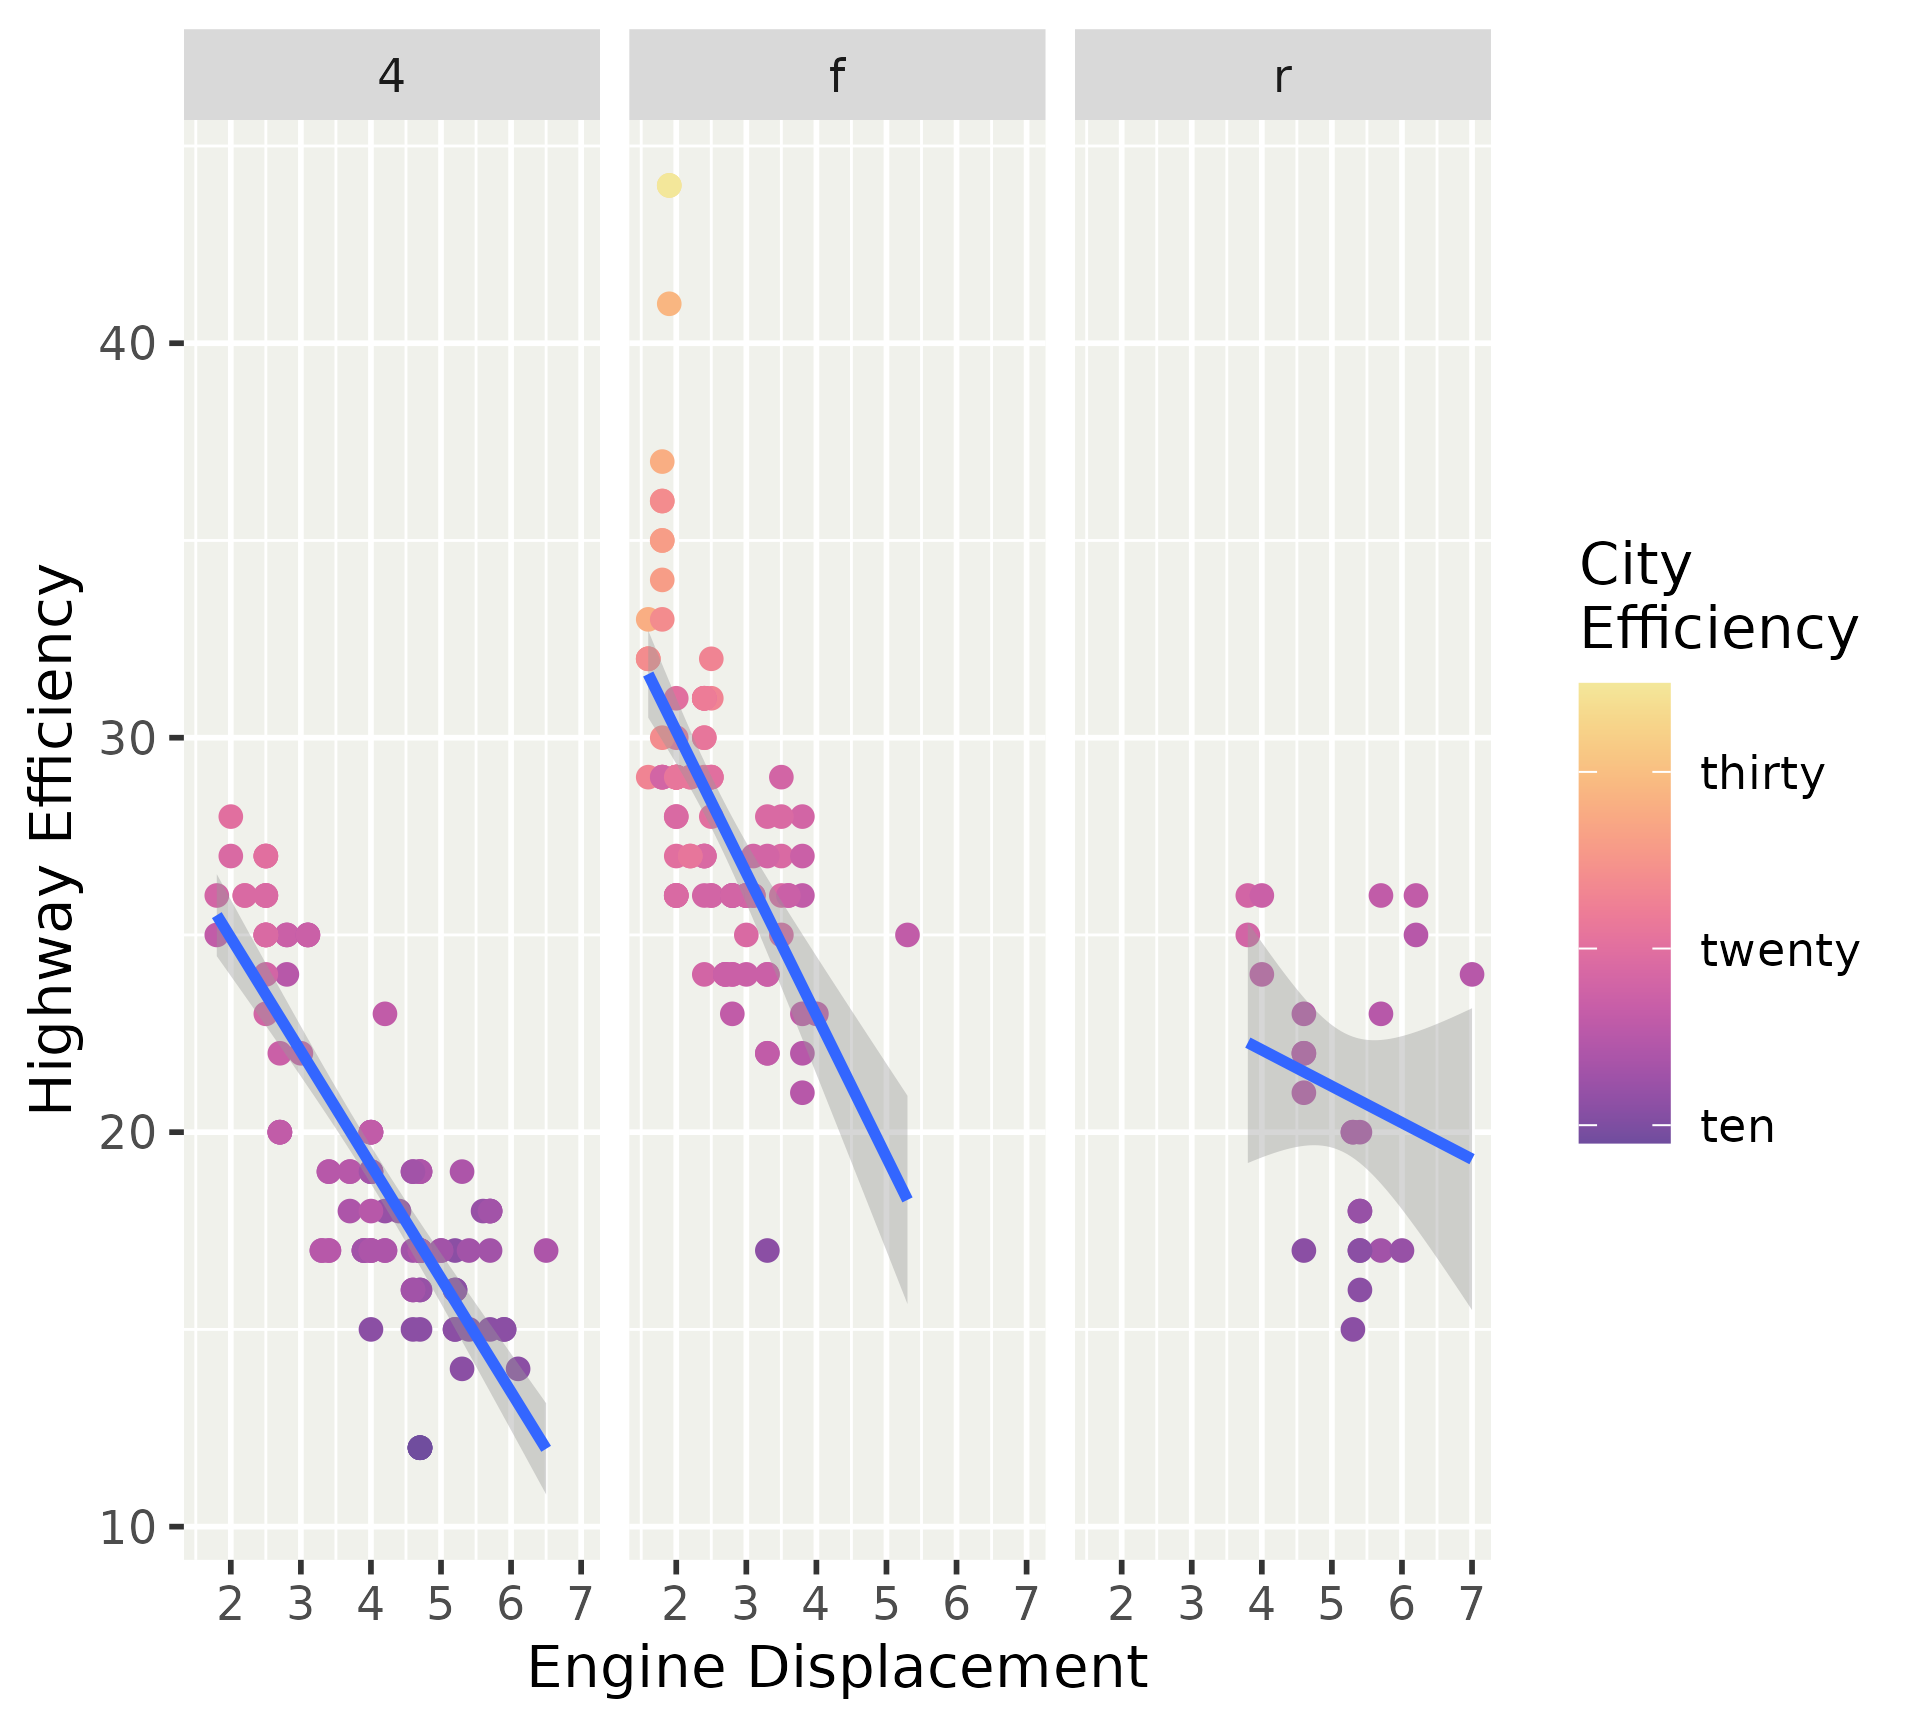 4 f r
40
30
20
10
Highway Efficiency
2 3 4 5 6 7 2 3 4 5 6 7 2 3 4 5 6 7
Engine Displacement
City
Efficiency
thirty
twenty
ten